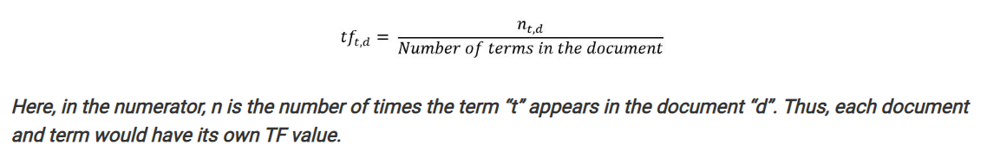 tf_{t,d} = \frac{n_{t,d}}{Number of terms in the document}
Here, in the numerator, n is the number of times the term “t” appears in the document “d”. Thus, each document
and term would have its own TF value.